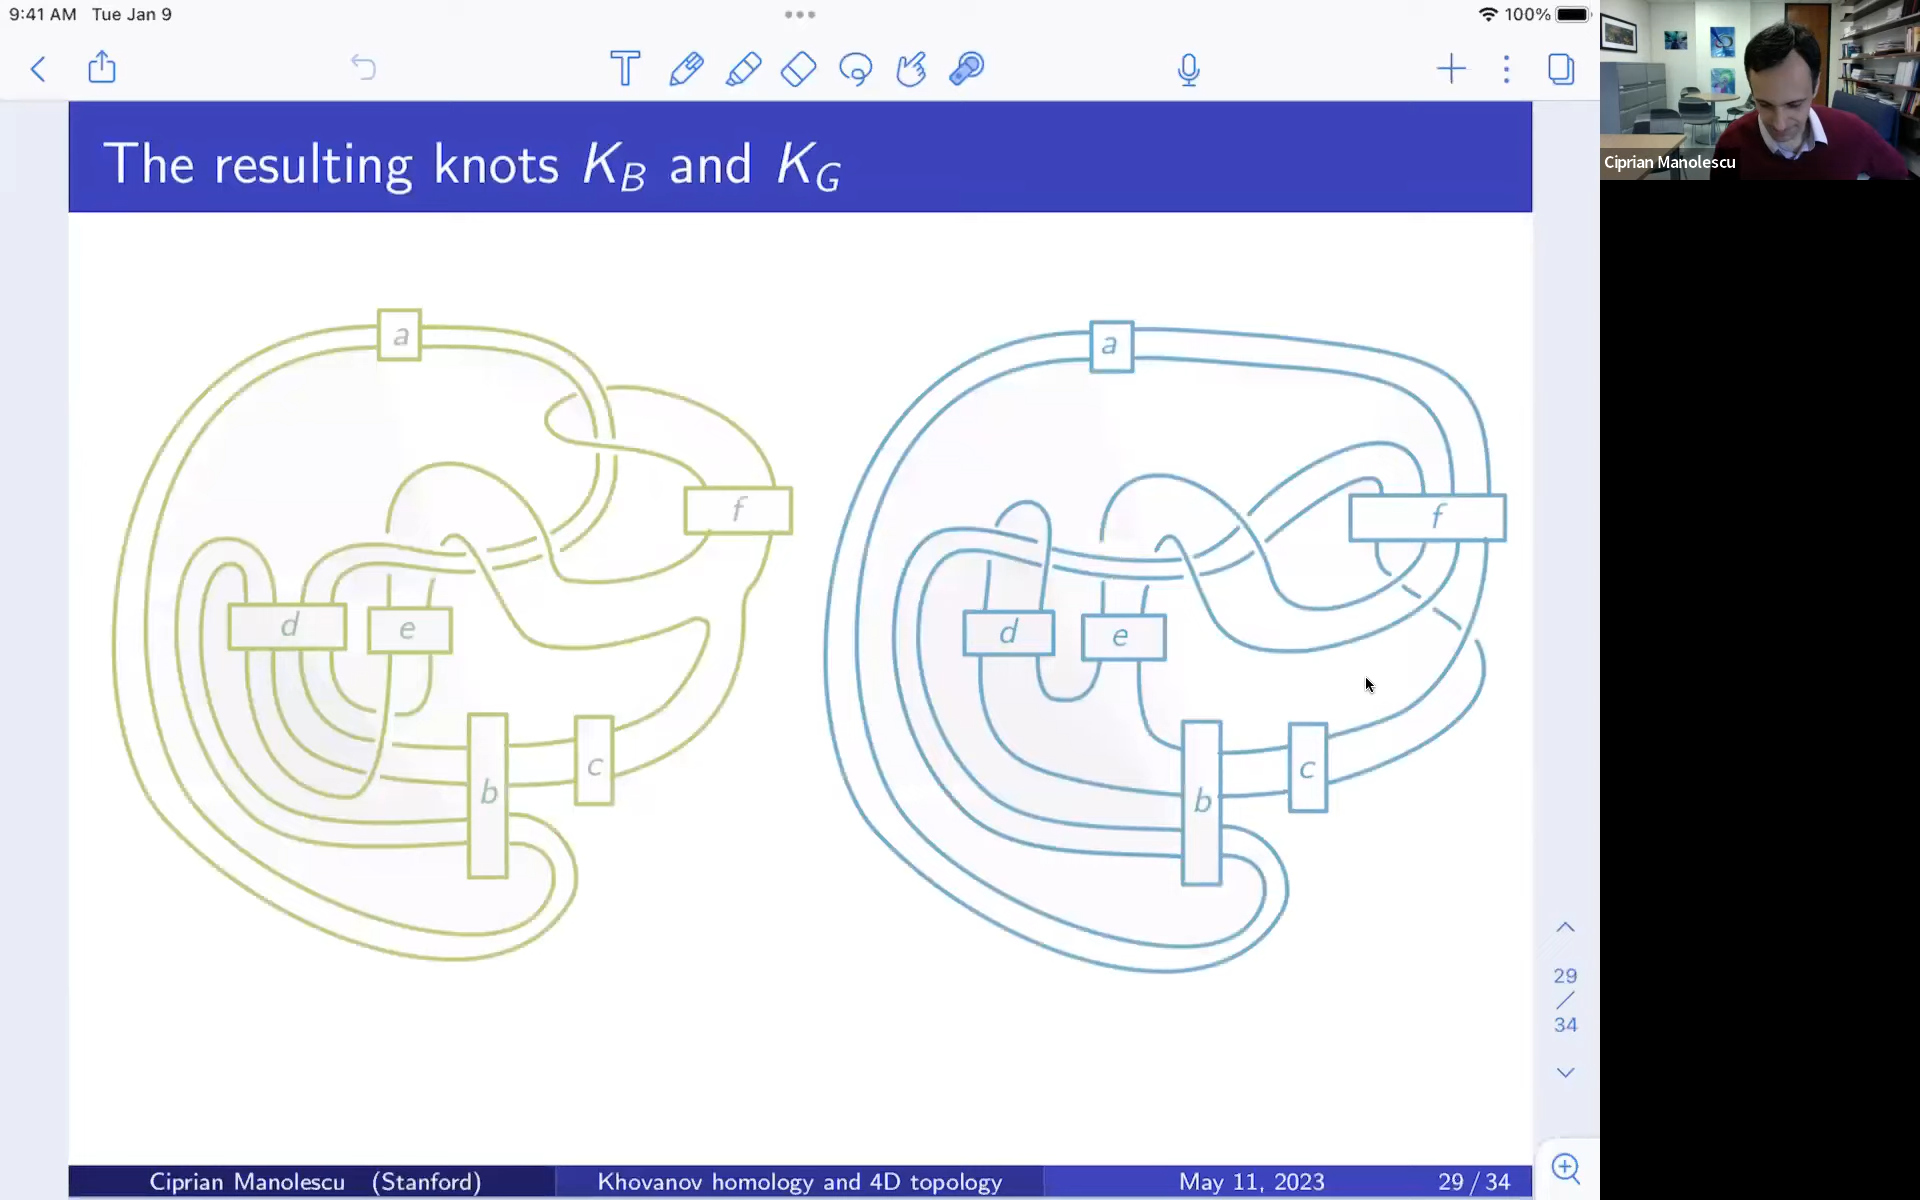 9:41 AM Tue Jan 9
100%
Ciprian Manolescu
The resulting knots K_B and K_G
a
f
d
e
b
c
a
f
d
e
b
c
29
/
34
Ciprian Manolescu (Stanford) Khovanov homology and 4D topology May 11, 2023 29 / 34